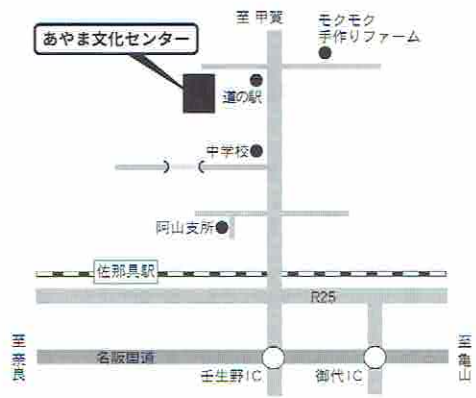 至 甲賀
モクモク
手作りファーム
あやま文化センター
道の駅
中学校
阿山支所
佐那具駅
R25
至奈良
名阪国道
至亀山
壬生野IC
御代IC